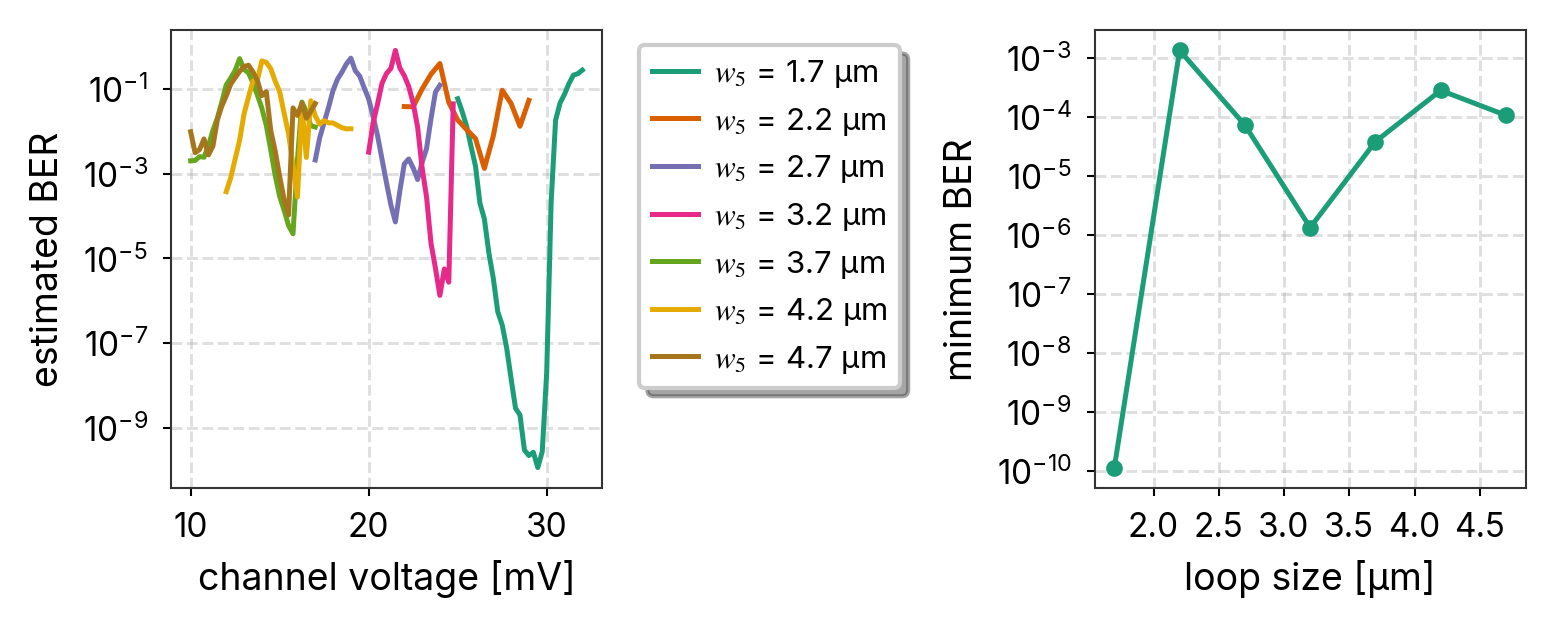 estimated BER
10⁻¹
10⁻³
10⁻⁵
10⁻⁷
10⁻⁹
10 20 30
channel voltage [mV]
w₅ = 1.7 μm
w₅ = 2.2 μm
w₅ = 2.7 μm
w₅ = 3.2 μm
w₅ = 3.7 μm
w₅ = 4.2 μm
w₅ = 4.7 μm
minimum BER
10⁻³
10⁻⁴
10⁻⁵
10⁻⁶
10⁻⁷
10⁻⁸
10⁻⁹
10⁻¹⁰
2.0 2.5 3.0 3.5 4.0 4.5
loop size [μm]